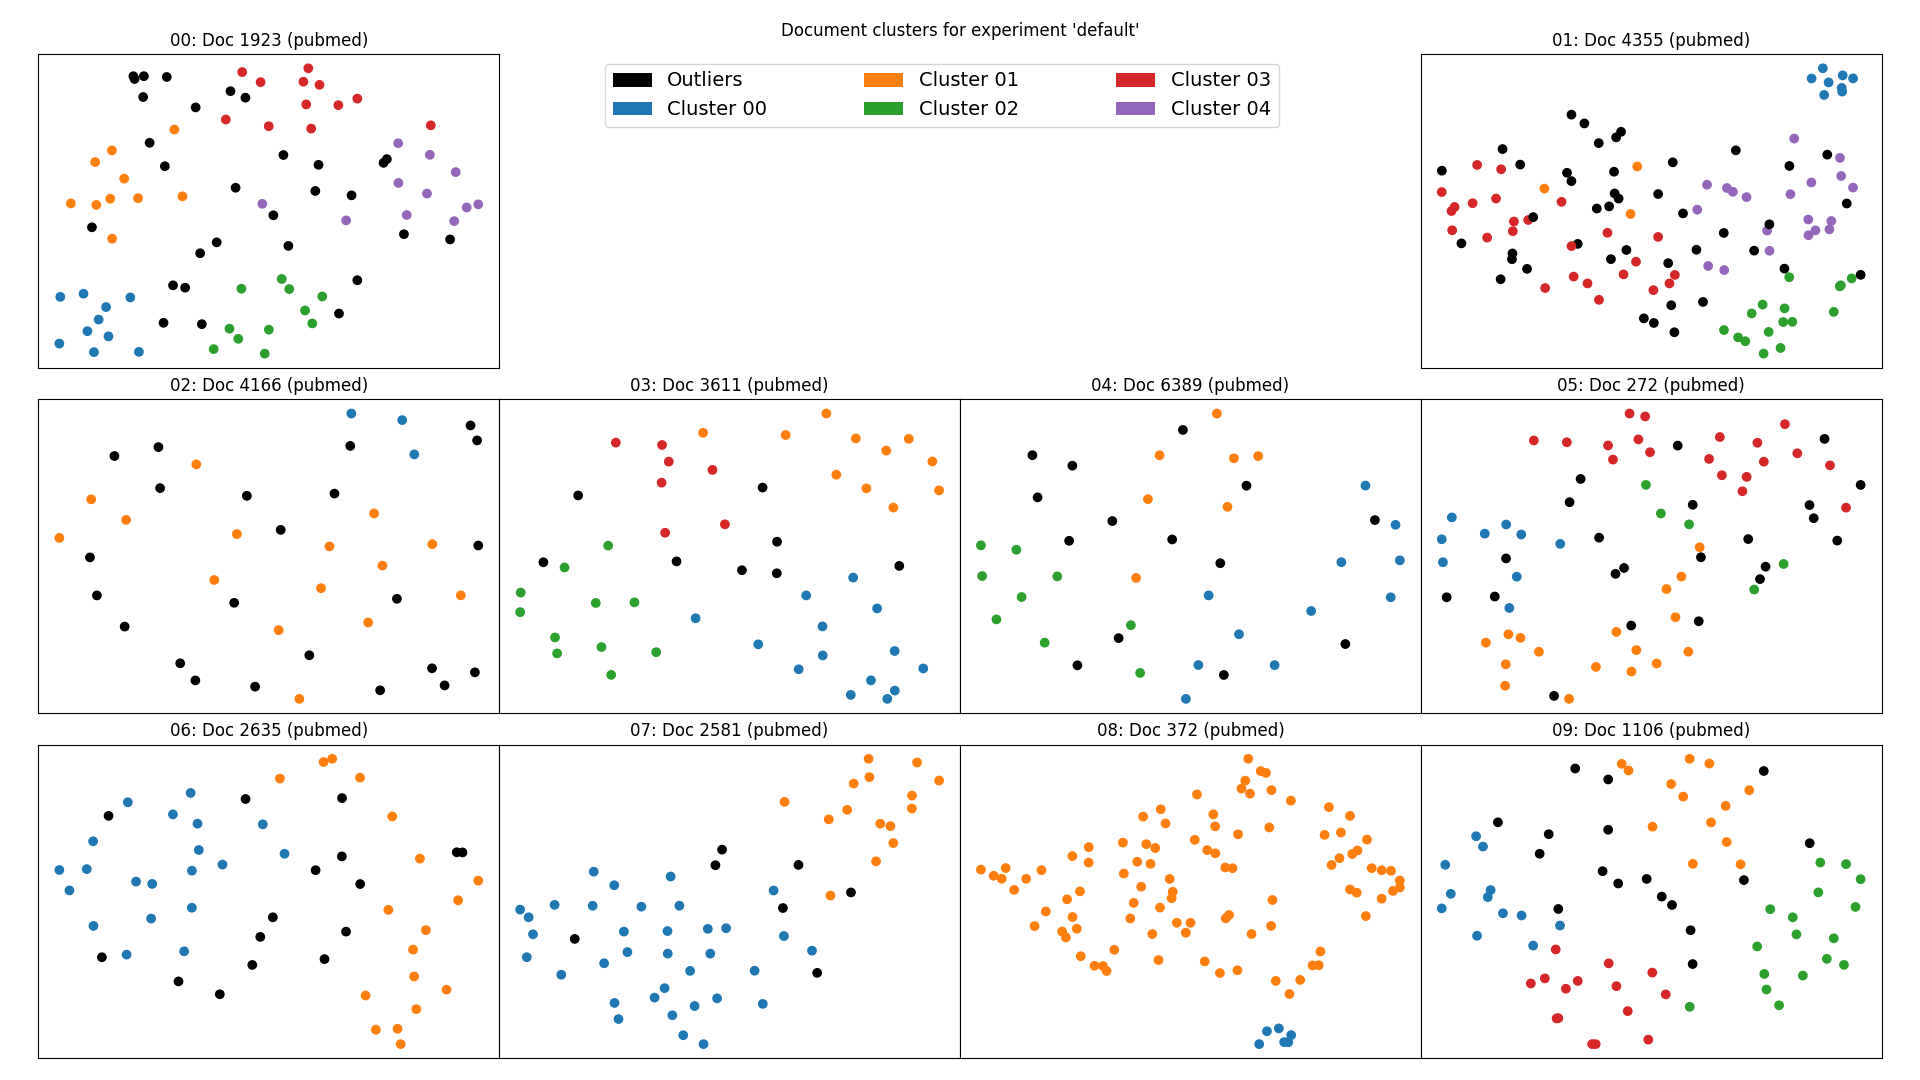 Document clusters for experiment 'default'
00: Doc 1923 (pubmed)
Outliers
Cluster 00
Cluster 01
Cluster 02
Cluster 03
Cluster 04
01: Doc 4355 (pubmed)
02: Doc 4166 (pubmed)
03: Doc 3611 (pubmed)
04: Doc 6389 (pubmed)
05: Doc 272 (pubmed)
06: Doc 2635 (pubmed)
07: Doc 2581 (pubmed)
08: Doc 372 (pubmed)
09: Doc 1106 (pubmed)